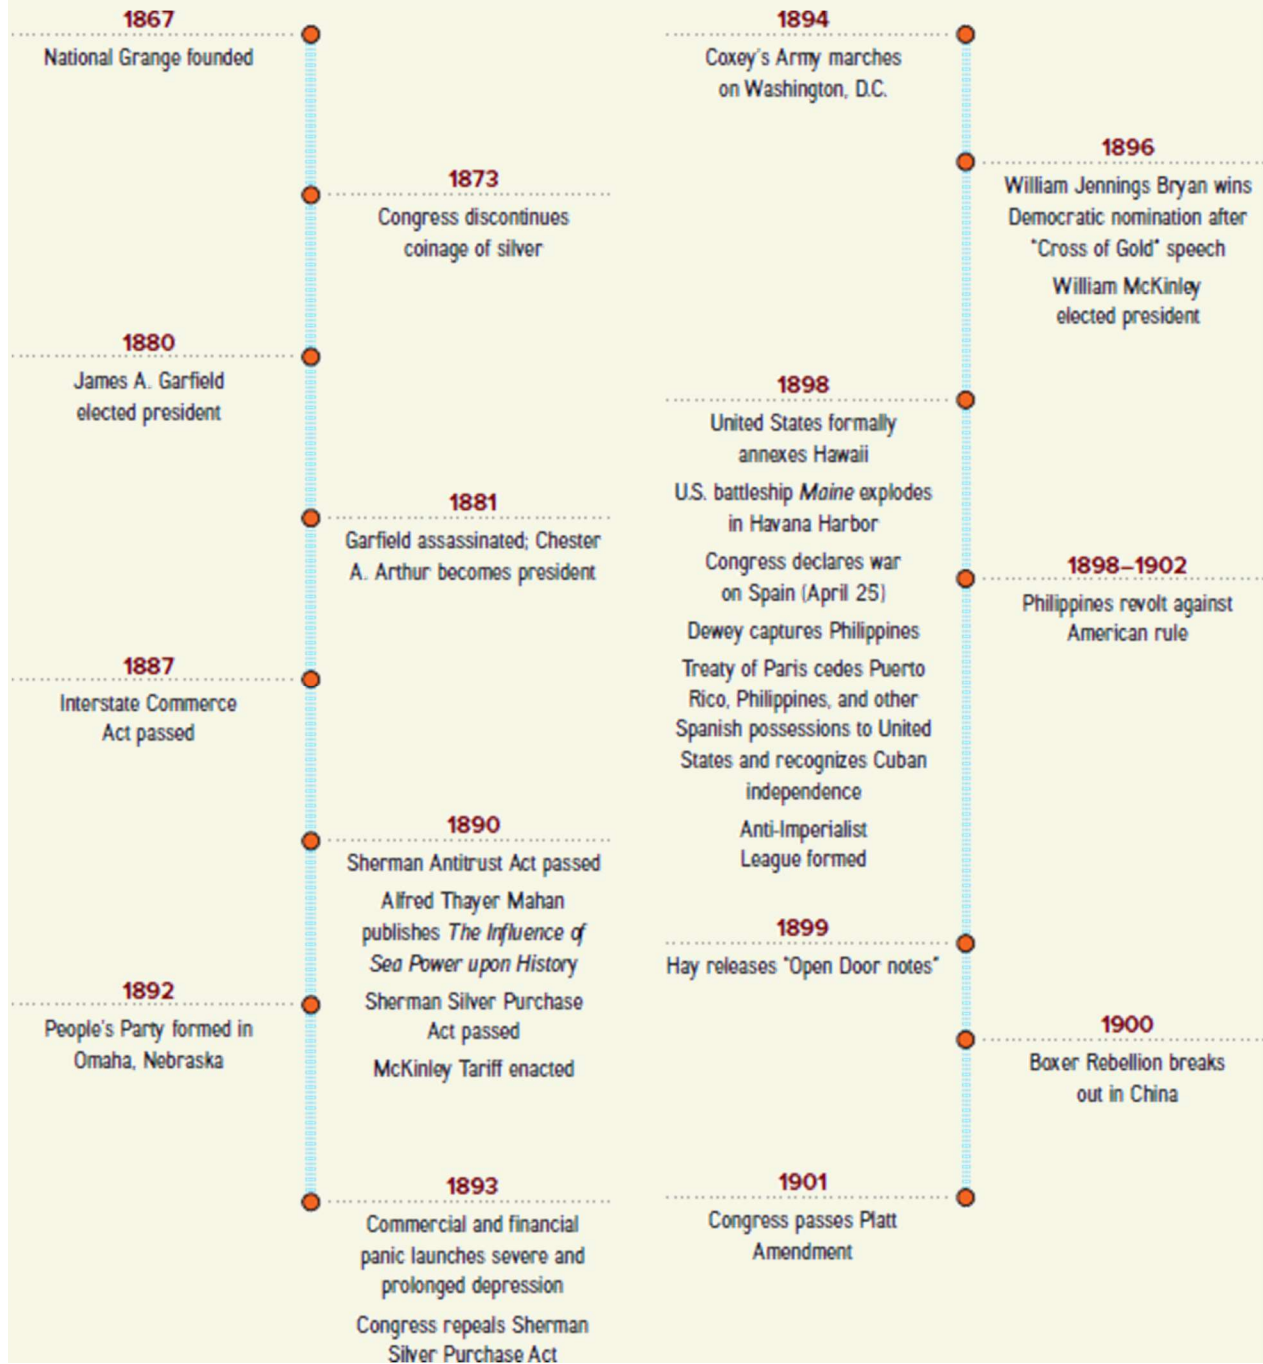 1867
National Grange founded
1873
Congress discontinues
coinage of silver
1880
James A. Garfield
elected president
1881
Garfield assassinated; Chester
A. Arthur becomes president
1887
Interstate Commerce
Act passed
1890
Sherman Antitrust Act passed
Alfred Thayer Mahan
publishes The Influence of
Sea Power upon History
Sherman Silver Purchase
Act passed
McKinley Tariff enacted
1892
People's Party formed in
Omaha, Nebraska
1893
Commercial and financial
panic launches severe and
prolonged depression
Congress repeals Sherman
Silver Purchase Act
1894
Coxey's Army marches
on Washington, D.C.
1896
William Jennings Bryan wins
Democratic nomination after
"Cross of Gold" speech
William McKinley
elected president
1898
United States formally
annexes Hawaii
U.S. battleship Maine explodes
in Havana Harbor
Congress declares war
on Spain (April 25)
Dewey captures Philippines
Treaty of Paris cedes Puerto
Rico, Philippines, and other
Spanish possessions to United
States and recognizes Cuban
independence
Anti-Imperialist
League formed
1898–1902
Philippines revolt against
American rule
1899
Hay releases "Open Door notes"
1900
Boxer Rebellion breaks
out in China
1901
Congress passes Platt
Amendment